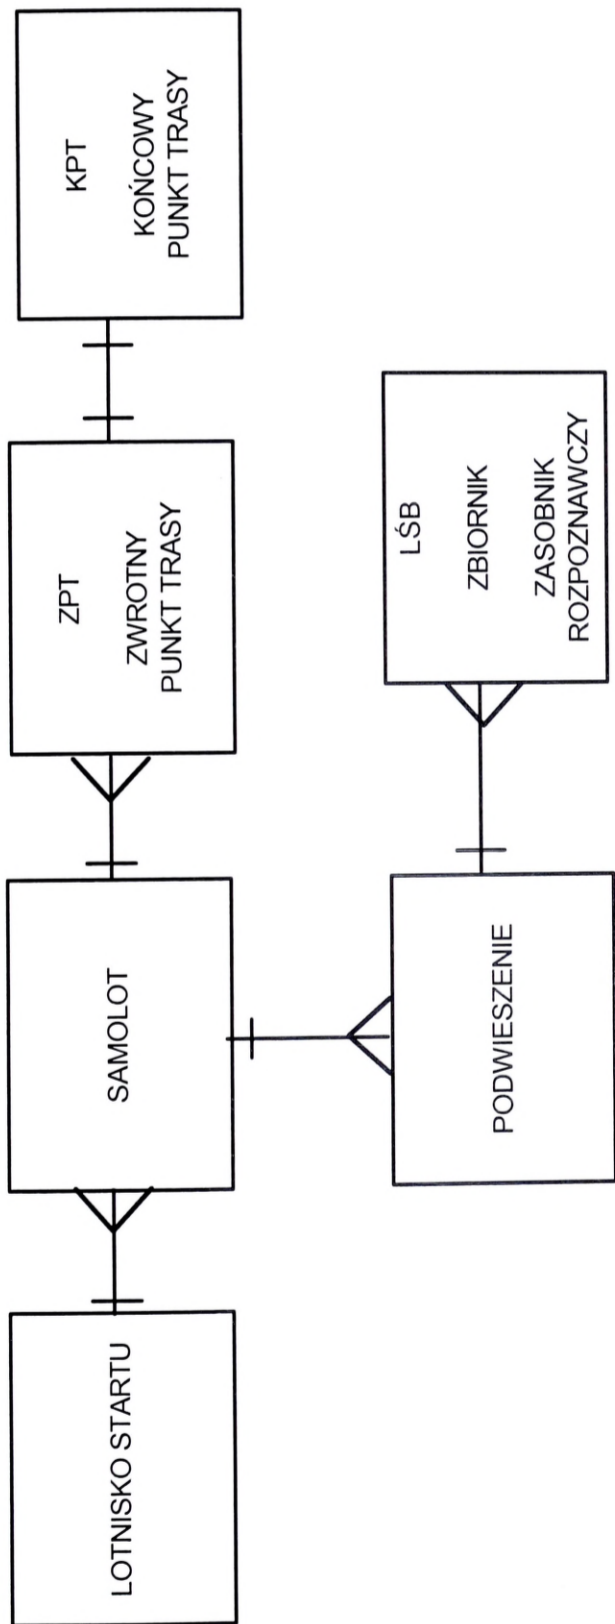 LOTNISKO STARTU
SAMOLOT
ZPT
ZWROTNY
PUNKT TRASY
KPT
KOŃCOWY
PUNKT TRASY
PODWIESZENIE
LŚB
ZBIORNIK
ZASOBNIK
ROZPOZNAWCZY